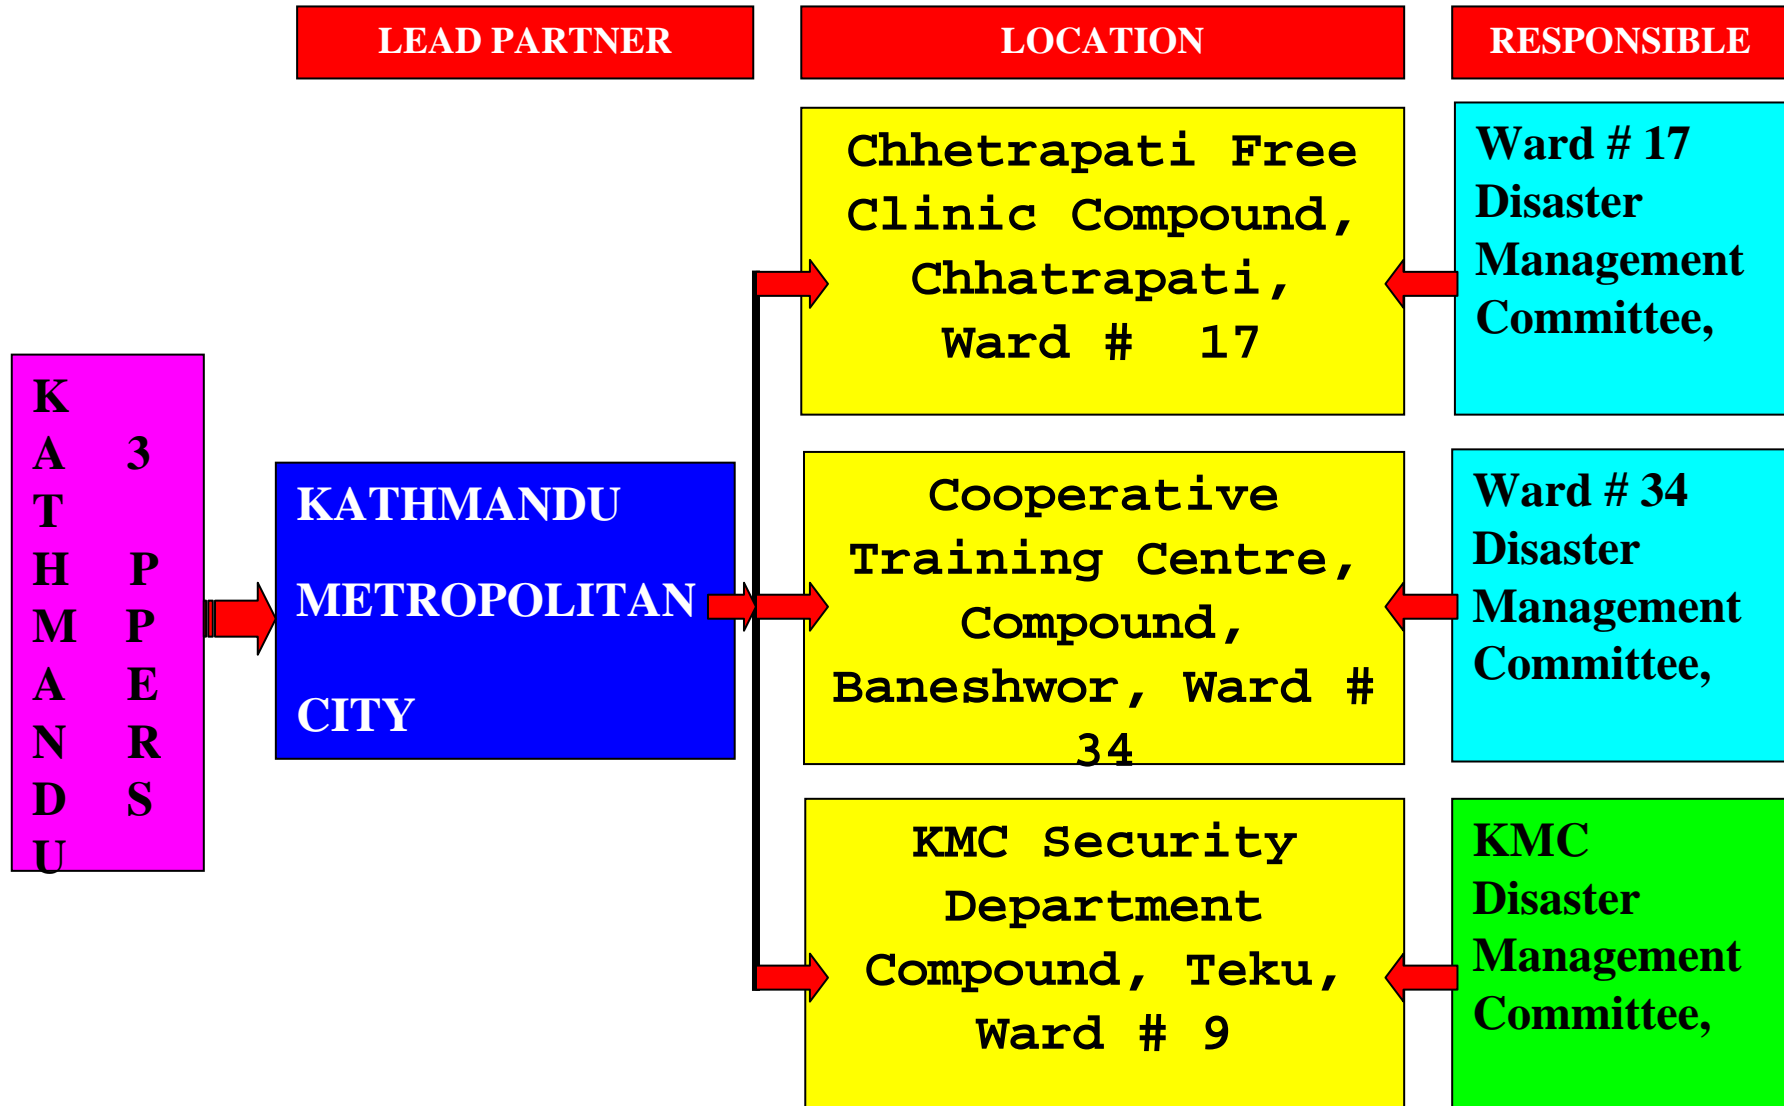 LEAD PARTNER
LOCATION
RESPONSIBLE
K
A 3
T
H P
M P
A E
N R
D S
U
KATHMANDU
METROPOLITAN
CITY
Chhetrapati Free
Clinic Compound,
Chhatrapati,
Ward # 17
Ward # 17
Disaster
Management
Committee,
Cooperative
Training Centre,
Compound,
Baneshwor, Ward #
34
Ward # 34
Disaster
Management
Committee,
KMC Security
Department
Compound, Teku,
Ward # 9
KMC
Disaster
Management
Committee,